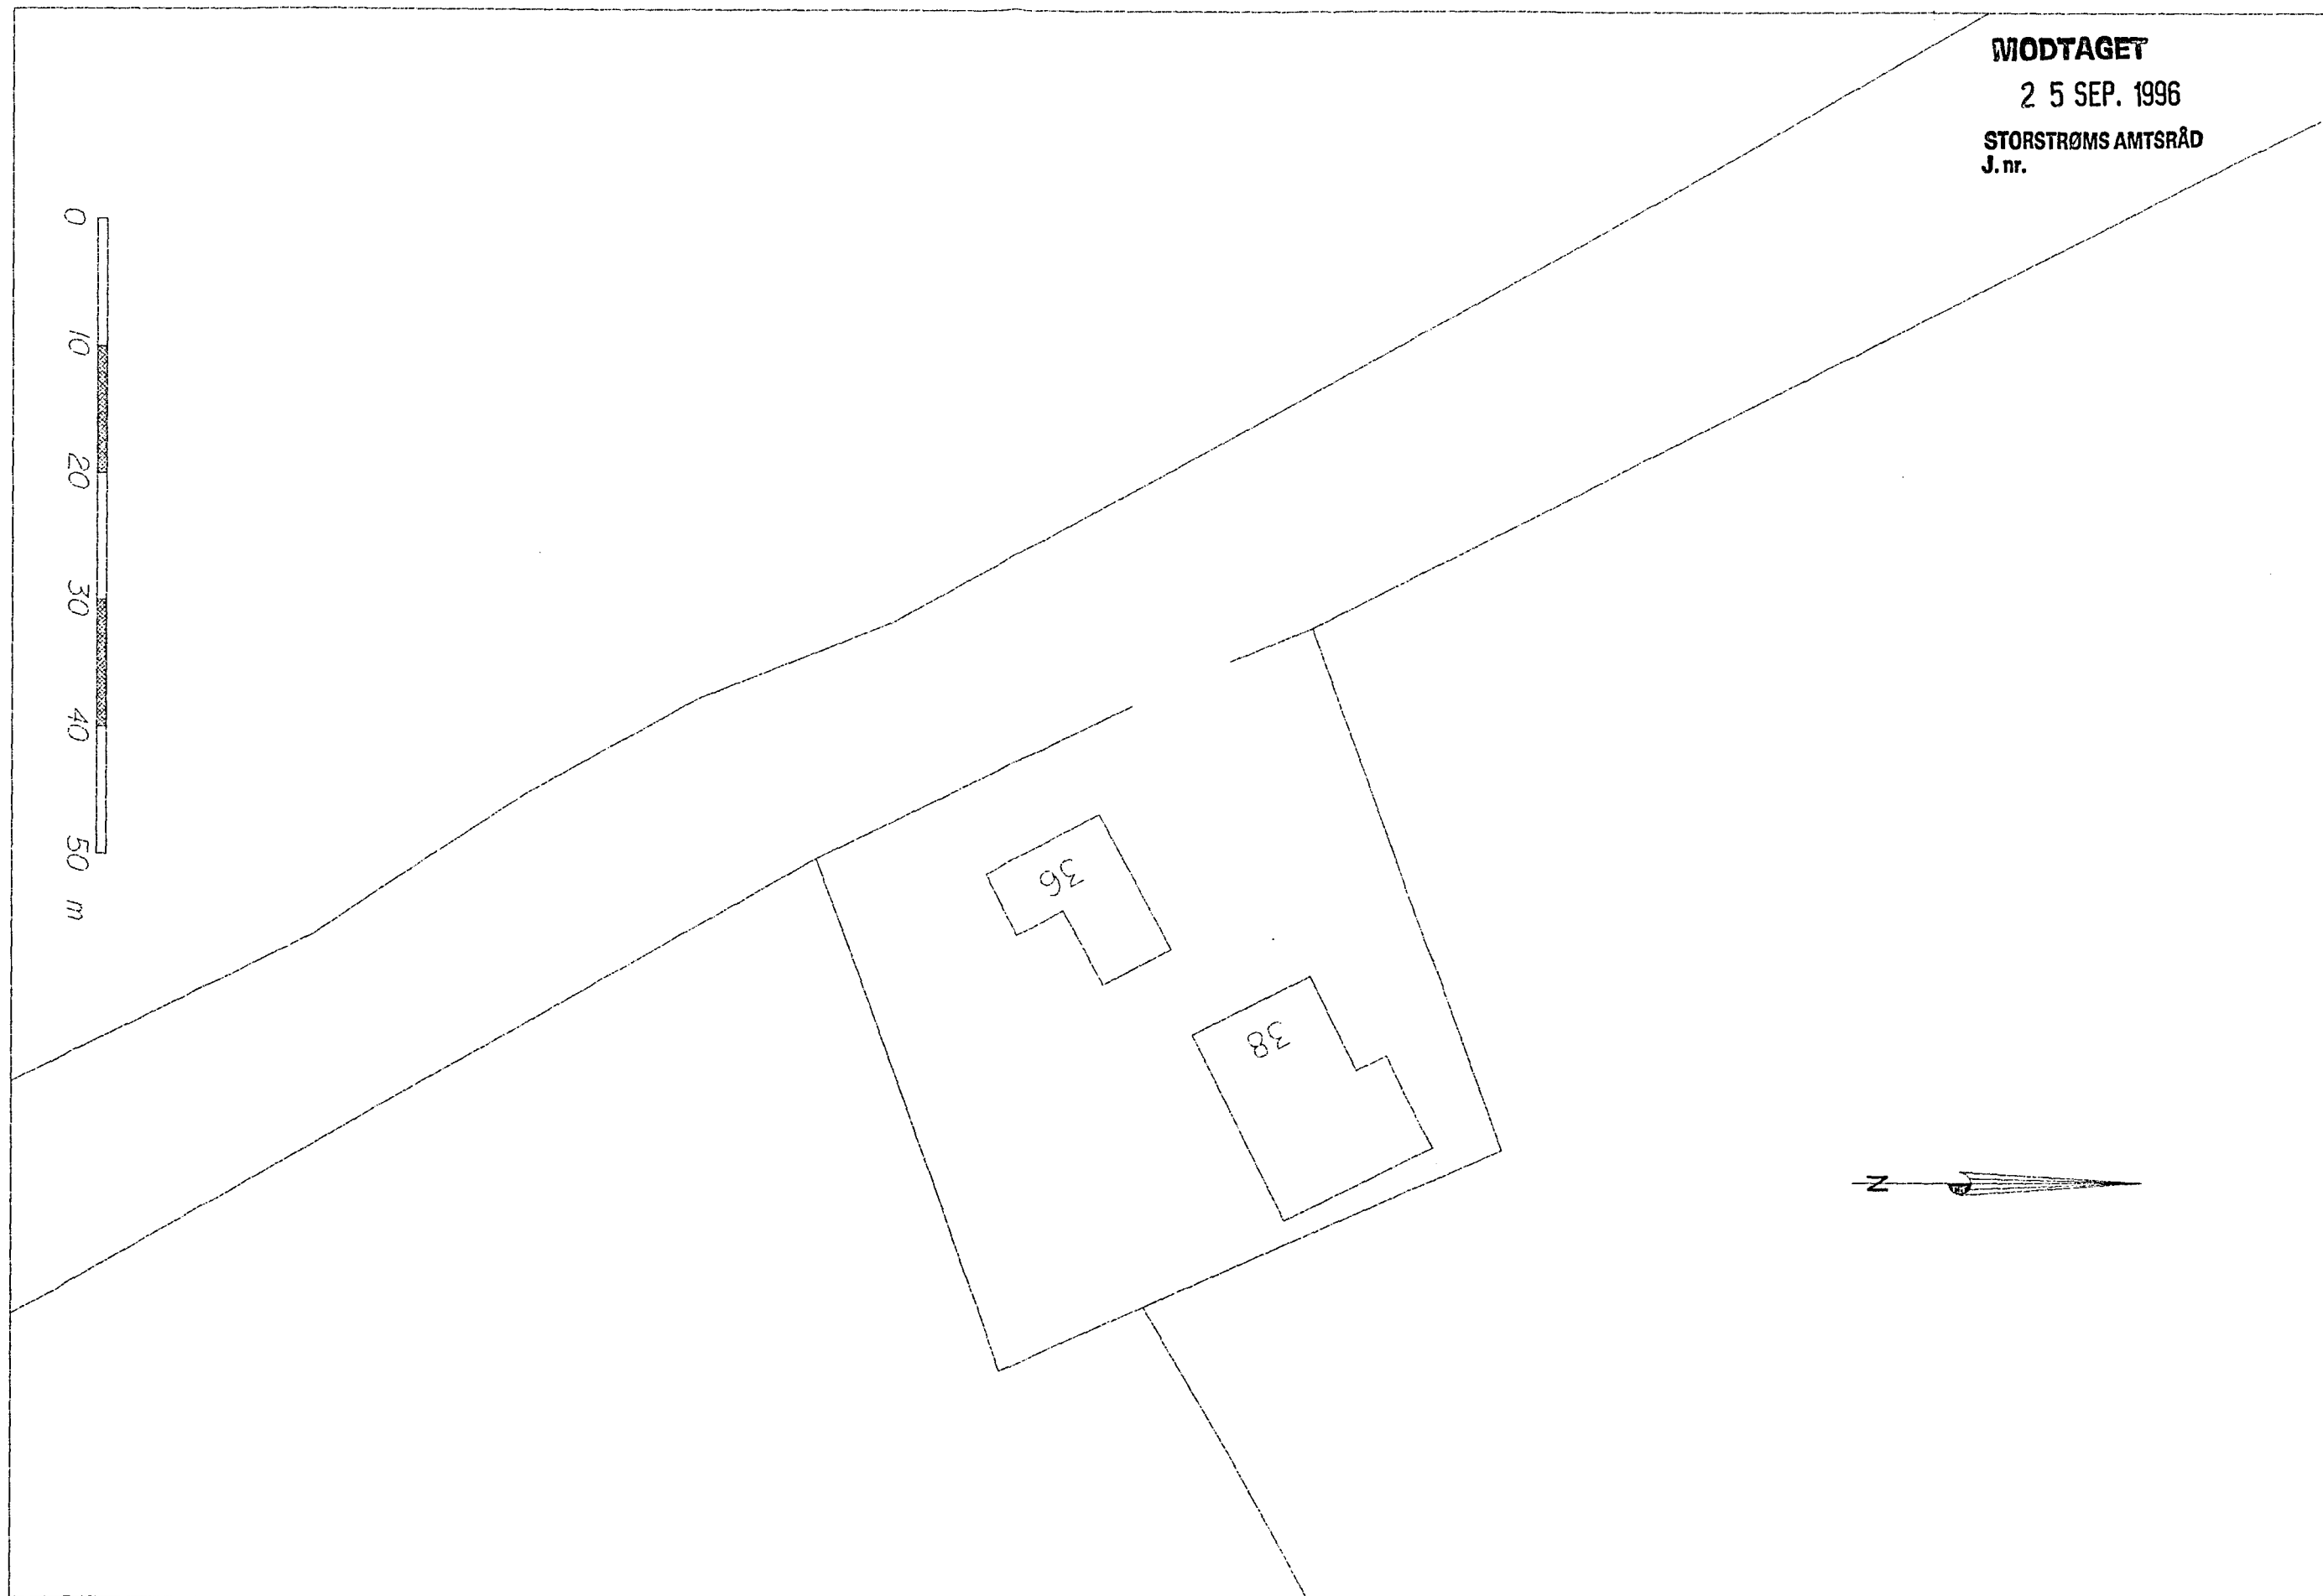 MODTAGET
2 5 SEP. 1996
STORSTRØMS AMTSRÅD
J. nr.
0 10 20 30 40 50 m
36
38
N